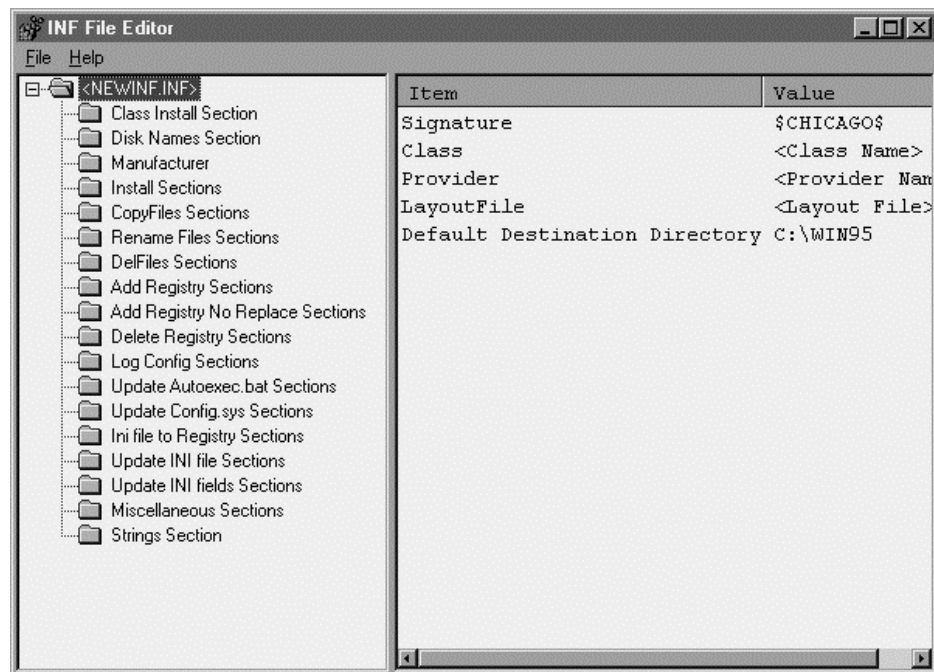 INF File Editor
File Help
<NEWINF.INF>
Class Install Section
Disk Names Section
Manufacturer
Install Sections
CopyFiles Sections
Rename Files Sections
DelFiles Sections
Add Registry Sections
Add Registry No Replace Sections
Delete Registry Sections
Log Config Sections
Update Autoexec.bat Sections
Update Config.sys Sections
Ini file to Registry Sections
Update INI file Sections
Update INI fields Sections
Miscellaneous Sections
Strings Section
Item Value
Signature $CHICAGO$
Class <Class Name>
Provider <Provider Nam
LayoutFile <Layout File>
Default Destination Directory C:\WIN95